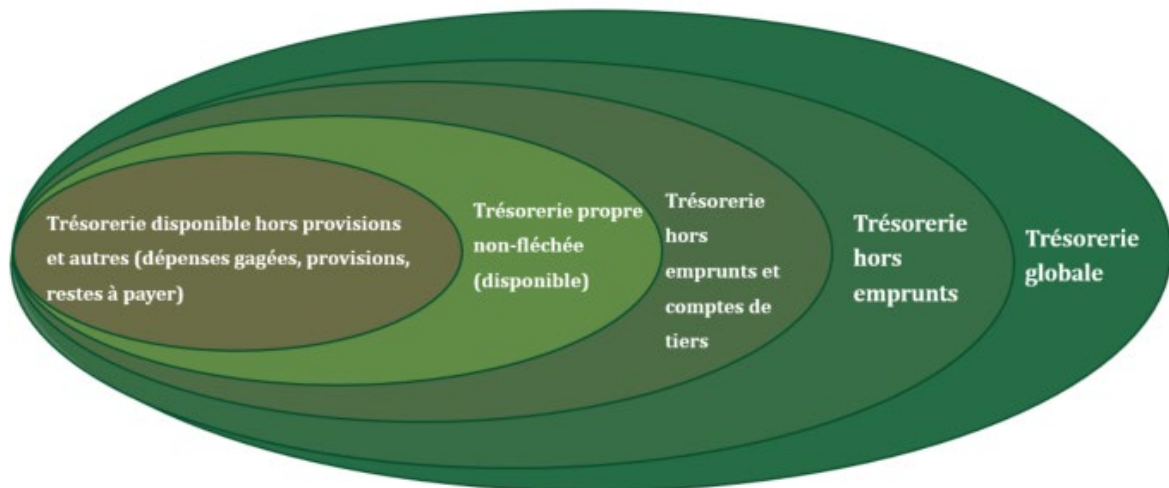 Trésorerie disponible hors provisions
et autres (dépenses gagées, provisions,
restes à payer)
Trésorerie propre
non-fléchée
(disponible)
Trésorerie
hors
emprunts et
comptes de
tiers
Trésorerie
hors
emprunts
Trésorerie
globale